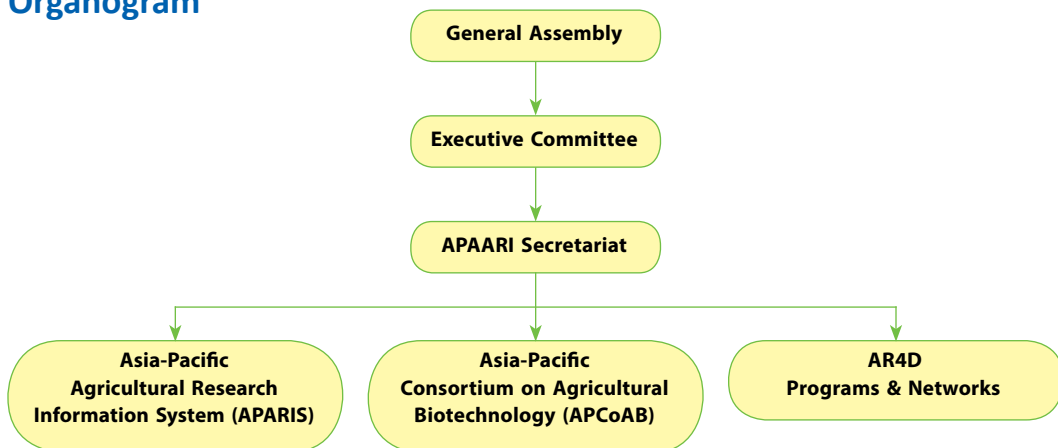 Organogram
General Assembly
Executive Committee
APAARI Secretariat
Asia-Pacific
Agricultural Research
Information System (APARIS)
Asia-Pacific
Consortium on Agricultural
Biotechnology (APCoAB)
AR4D
Programs & Networks